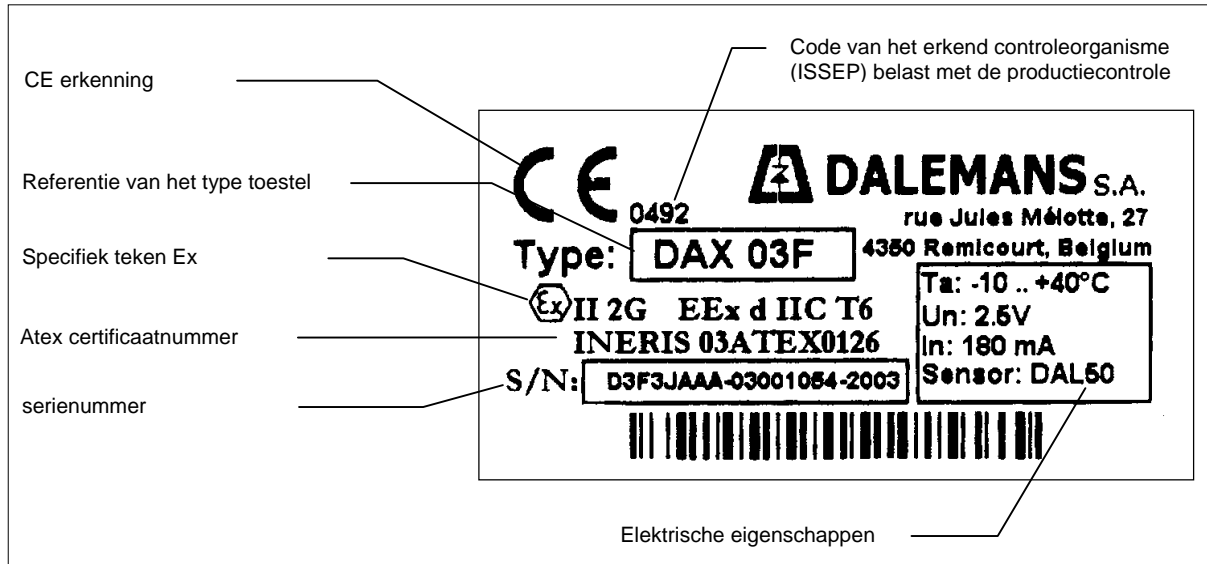 Code van het erkend controleorganisme
(ISSEP) belast met de productiecontrole
CE erkenning
Referentie van het type toestel
Specifiek teken Ex
Atex certificaatnummer
serienummer
CE
0492
DALEMANS S.A.
rue Jules Mélotte, 27
4350 Remicourt, Belgium
Type: DAX 03F
Ex II 2G EEx d IIC T6
INERIS 03ATEX0126
S/N: D3F3JAAA-03001054-2003
Ta: -10 .. +40°C
Un: 2.5V
In: 180 mA
Sensor: DAL50
Elektrische eigenschappen